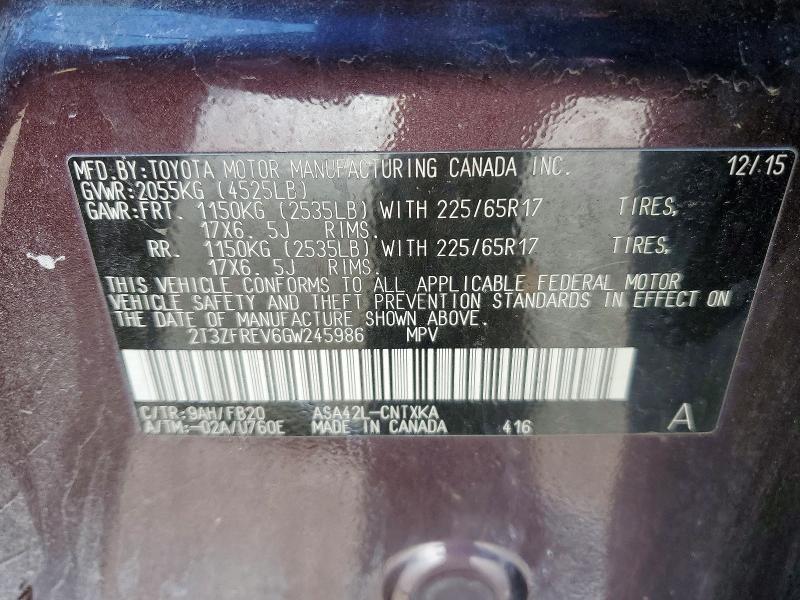 MFD.BY:TOYOTA MOTOR MANUFACTURING CANADA INC. 12/15
GVWR:2055KG (4525LB)
GAWR:FRT. 1150KG (2535LB) WITH 225/65R17 TIRES,
17X6. 5J RIMS.
RR. 1150KG (2535LB) WITH 225/65R17 TIRES,
17X6. 5J RIMS.
THIS VEHICLE CONFORMS TO ALL APPLICABLE FEDERAL MOTOR
VEHICLE SAFETY AND THEFT PREVENTION STANDARDS IN EFFECT ON
THE DATE OF MANUFACTURE SHOWN ABOVE.
2T3ZFREV6GW245986 MPV
C/TR:9AH/FB20 ASA42L-CNTXKA
A/TM:-02A/U760E MADE IN CANADA 416 A